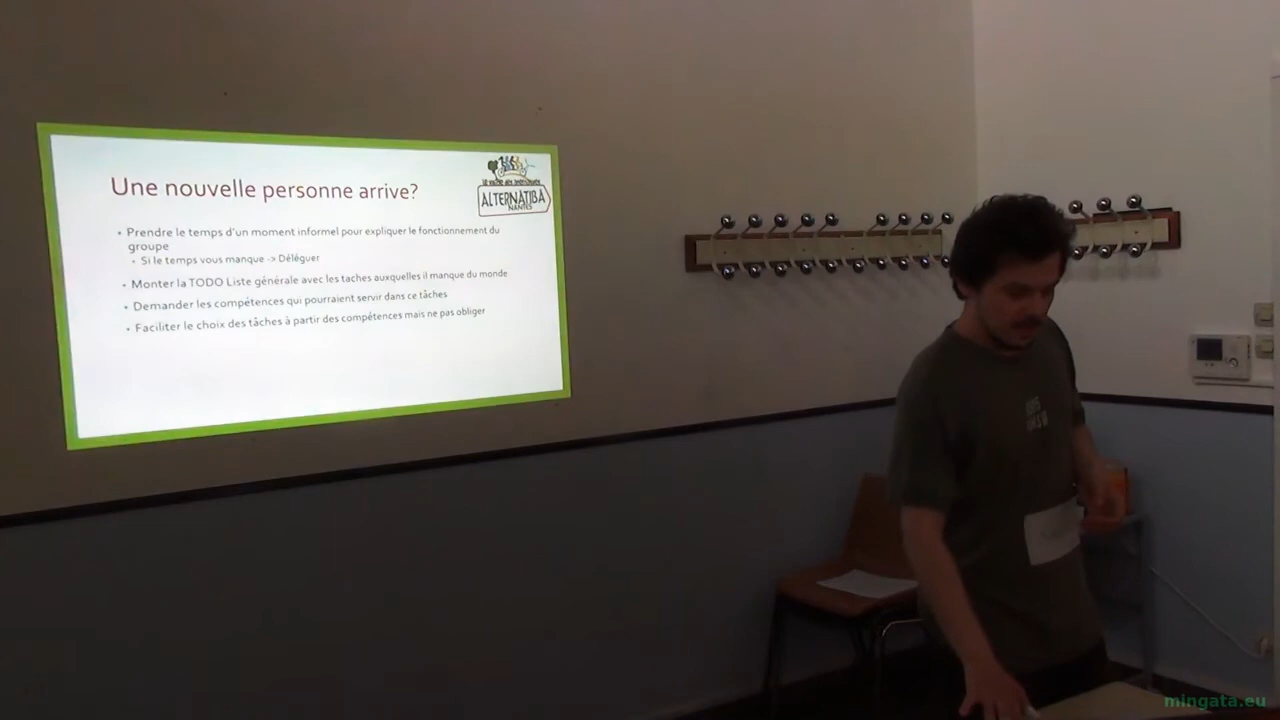 Une nouvelle personne arrive?
ALTERNATIBA
NANTES
• Prendre le temps d'un moment informel pour expliquer le fonctionnement du
groupe
• Si le temps vous manque -> Déléguer
• Monter la TODO Liste générale avec les taches auxquelles il manque du monde
• Demander les compétences qui pourraient servir dans ce tâches
• Faciliter le choix des tâches à partir des compétences mais ne pas obliger
mingata.eu